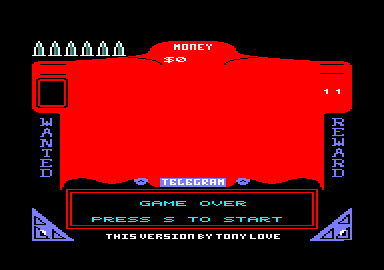 MONEY
$0
11
WANTED
REWARD
TELEGRAM
GAME OVER
PRESS S TO START
THIS VERSION BY TONY LOVE